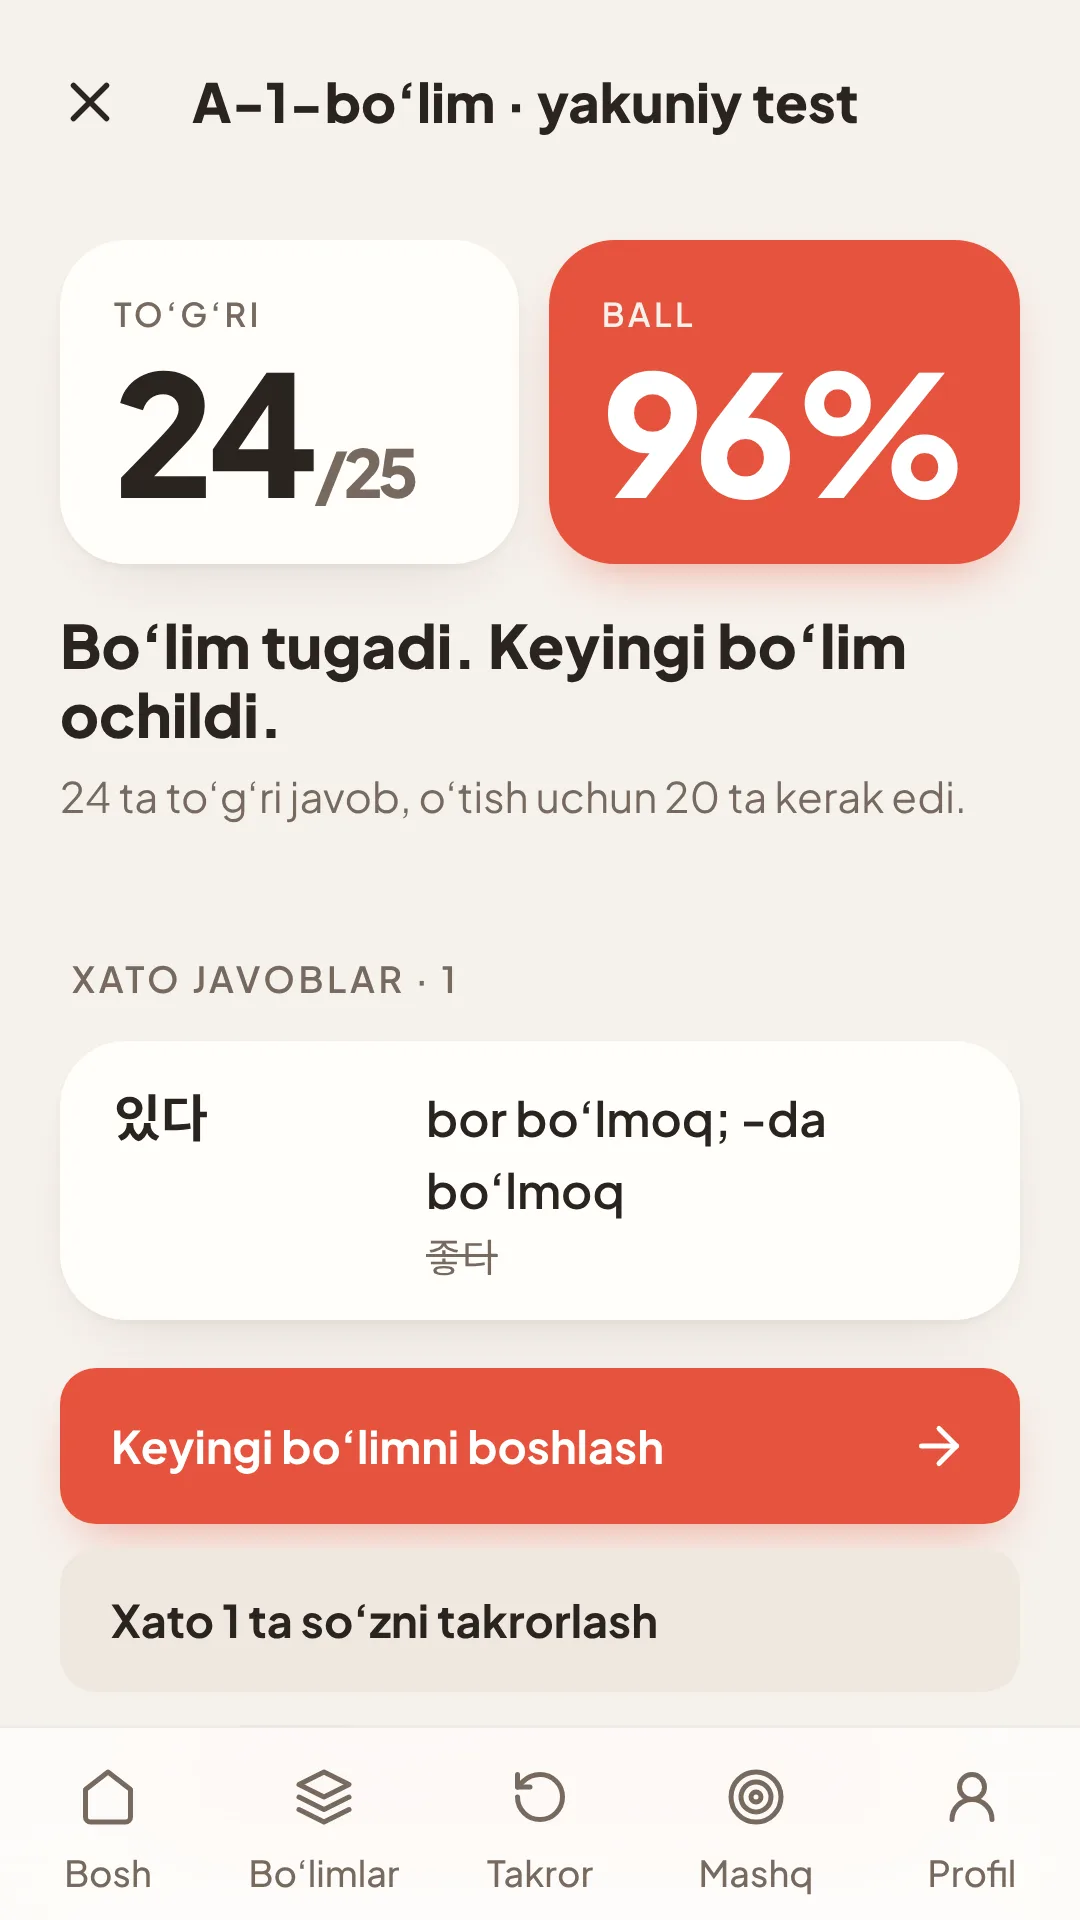 A-1-bo‘lim · yakuniy test
TO‘G‘RI
24/25
BALL
96%
Bo‘lim tugadi. Keyingi bo‘lim
ochildi.
24 ta to‘g‘ri javob, o‘tish uchun 20 ta kerak edi.
XATO JAVOBLAR · 1
있다
bor bo‘lmoq; -da
bo‘lmoq
좋다
Keyingi bo‘limni boshlash
Xato 1 ta so‘zni takrorlash
Bosh
Bo‘limlar
Takror
Mashq
Profil